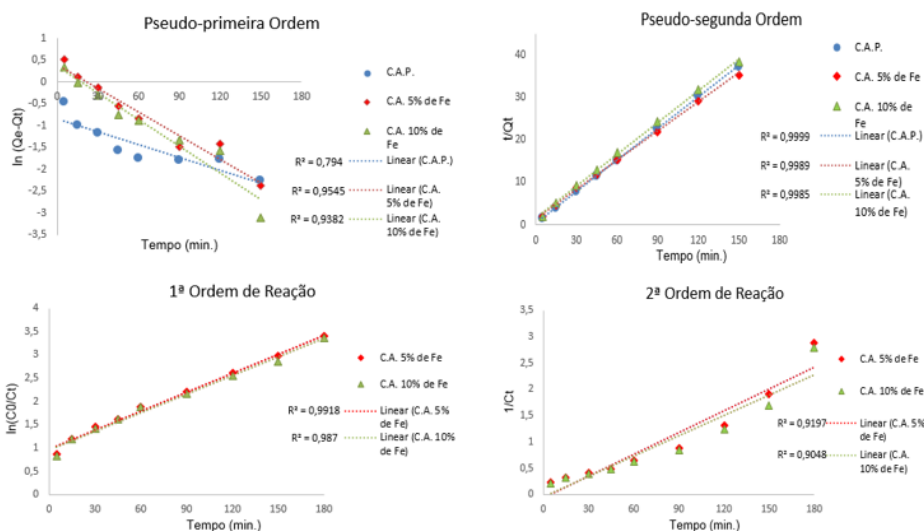 Pseudo-primeira Ordem
1
0,5
0
-0,5
-1
-1,5
-2
-2,5
-3
-3,5
0 30 60 90 120 150 180
ln (Qe-Qt)
Tempo (min.)
C.A.P.
C.A. 5% de Fe
C.A. 10% de
Fe
R² = 0,794 Linear (C.A.P.)
R² = 0,9545 Linear (C.A.
5% de Fe)
R² = 0,9382 Linear (C.A.
10% de Fe)
Pseudo-segunda Ordem
40
30
20
10
0
0 30 60 90 120 150 180
t/Qt
Tempo (min.)
C.A.P.
C.A. 5% de Fe
C.A. 10% de
Fe
R² = 0,9999 Linear (C.A.P.)
R² = 0,9989 Linear (C.A.
5% de Fe)
R² = 0,9985 Linear (C.A.
10% de Fe)
1ª Ordem de Reação
4
3,5
3
2,5
2
1,5
1
0,5
0
0 30 60 90 120 150 180
ln(C0/Ct)
Tempo (min.)
C.A. 5% de Fe
C.A. 10% de Fe
R² = 0,9918 Linear (C.A. 5%
de Fe)
R² = 0,987 Linear (C.A. 10%
de Fe)
2ª Ordem de Reação
3,5
3
2,5
2
1,5
1
0,5
0
0 30 60 90 120 150 180
1/Ct
Tempo (min.)
C.A. 5% de Fe
C.A. 10% de Fe
R² = 0,9197 Linear (C.A. 5%
de Fe)
R² = 0,9048 Linear (C.A.
10% de Fe)